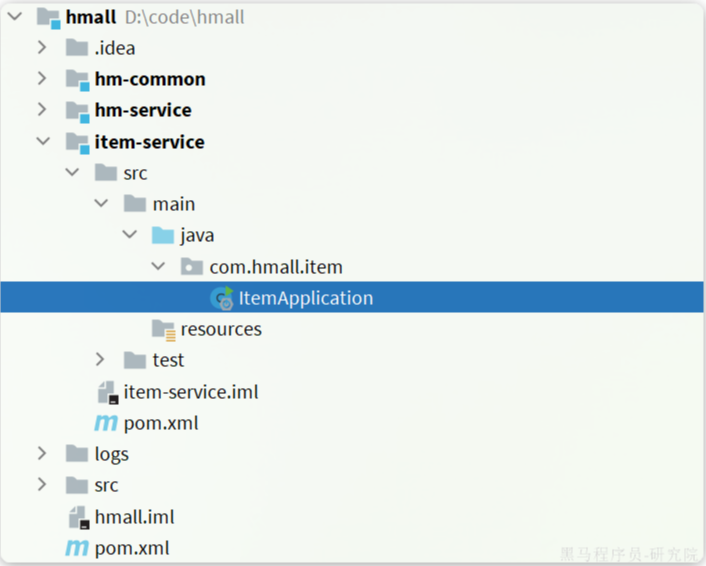 hmall D:\code\hmall
.idea
hm-common
hm-service
item-service
src
main
java
com.hmall.item
ItemApplication
resources
test
item-service.iml
pom.xml
logs
src
hmall.iml
pom.xml
黑马程序员-研究院